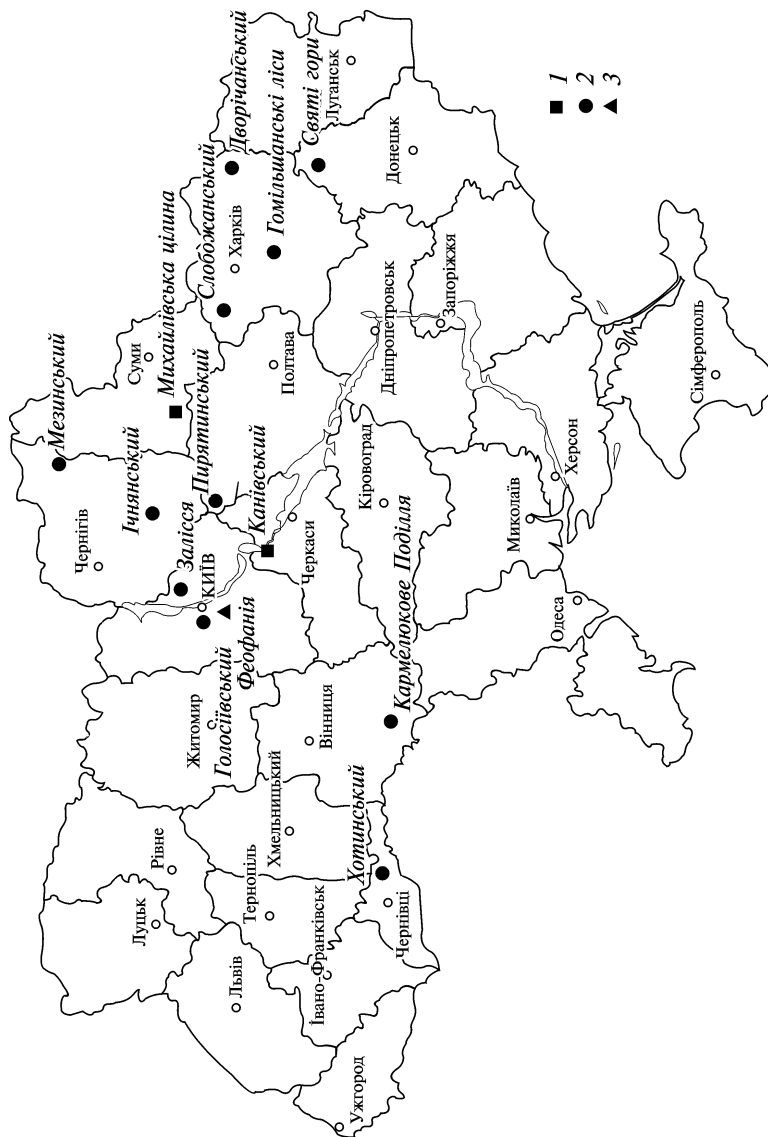 Луцьк
Рівне
Львів
Тернопіль
Хмельницький
Івано-Франківськ
Ужгород
Чернівці
Хотинський
Житомир
Голосіївський
Феофанія
Вінниця
Кармелюкове Поділля
Чернігів
Мезинський
Ічнянський
Залісся
КИЇВ
Пирятинський
Канівський
Черкаси
Кіровоград
Суми
Михайлівська цілина
Полтава
Слобожанський
Харків
Дворічанський
Гомільшанські ліси
Святі гори
Луганськ
Донецьк
Дніпропетровськ
Запоріжжя
Миколаїв
Херсон
Одеса
Сімферополь
1
2
3